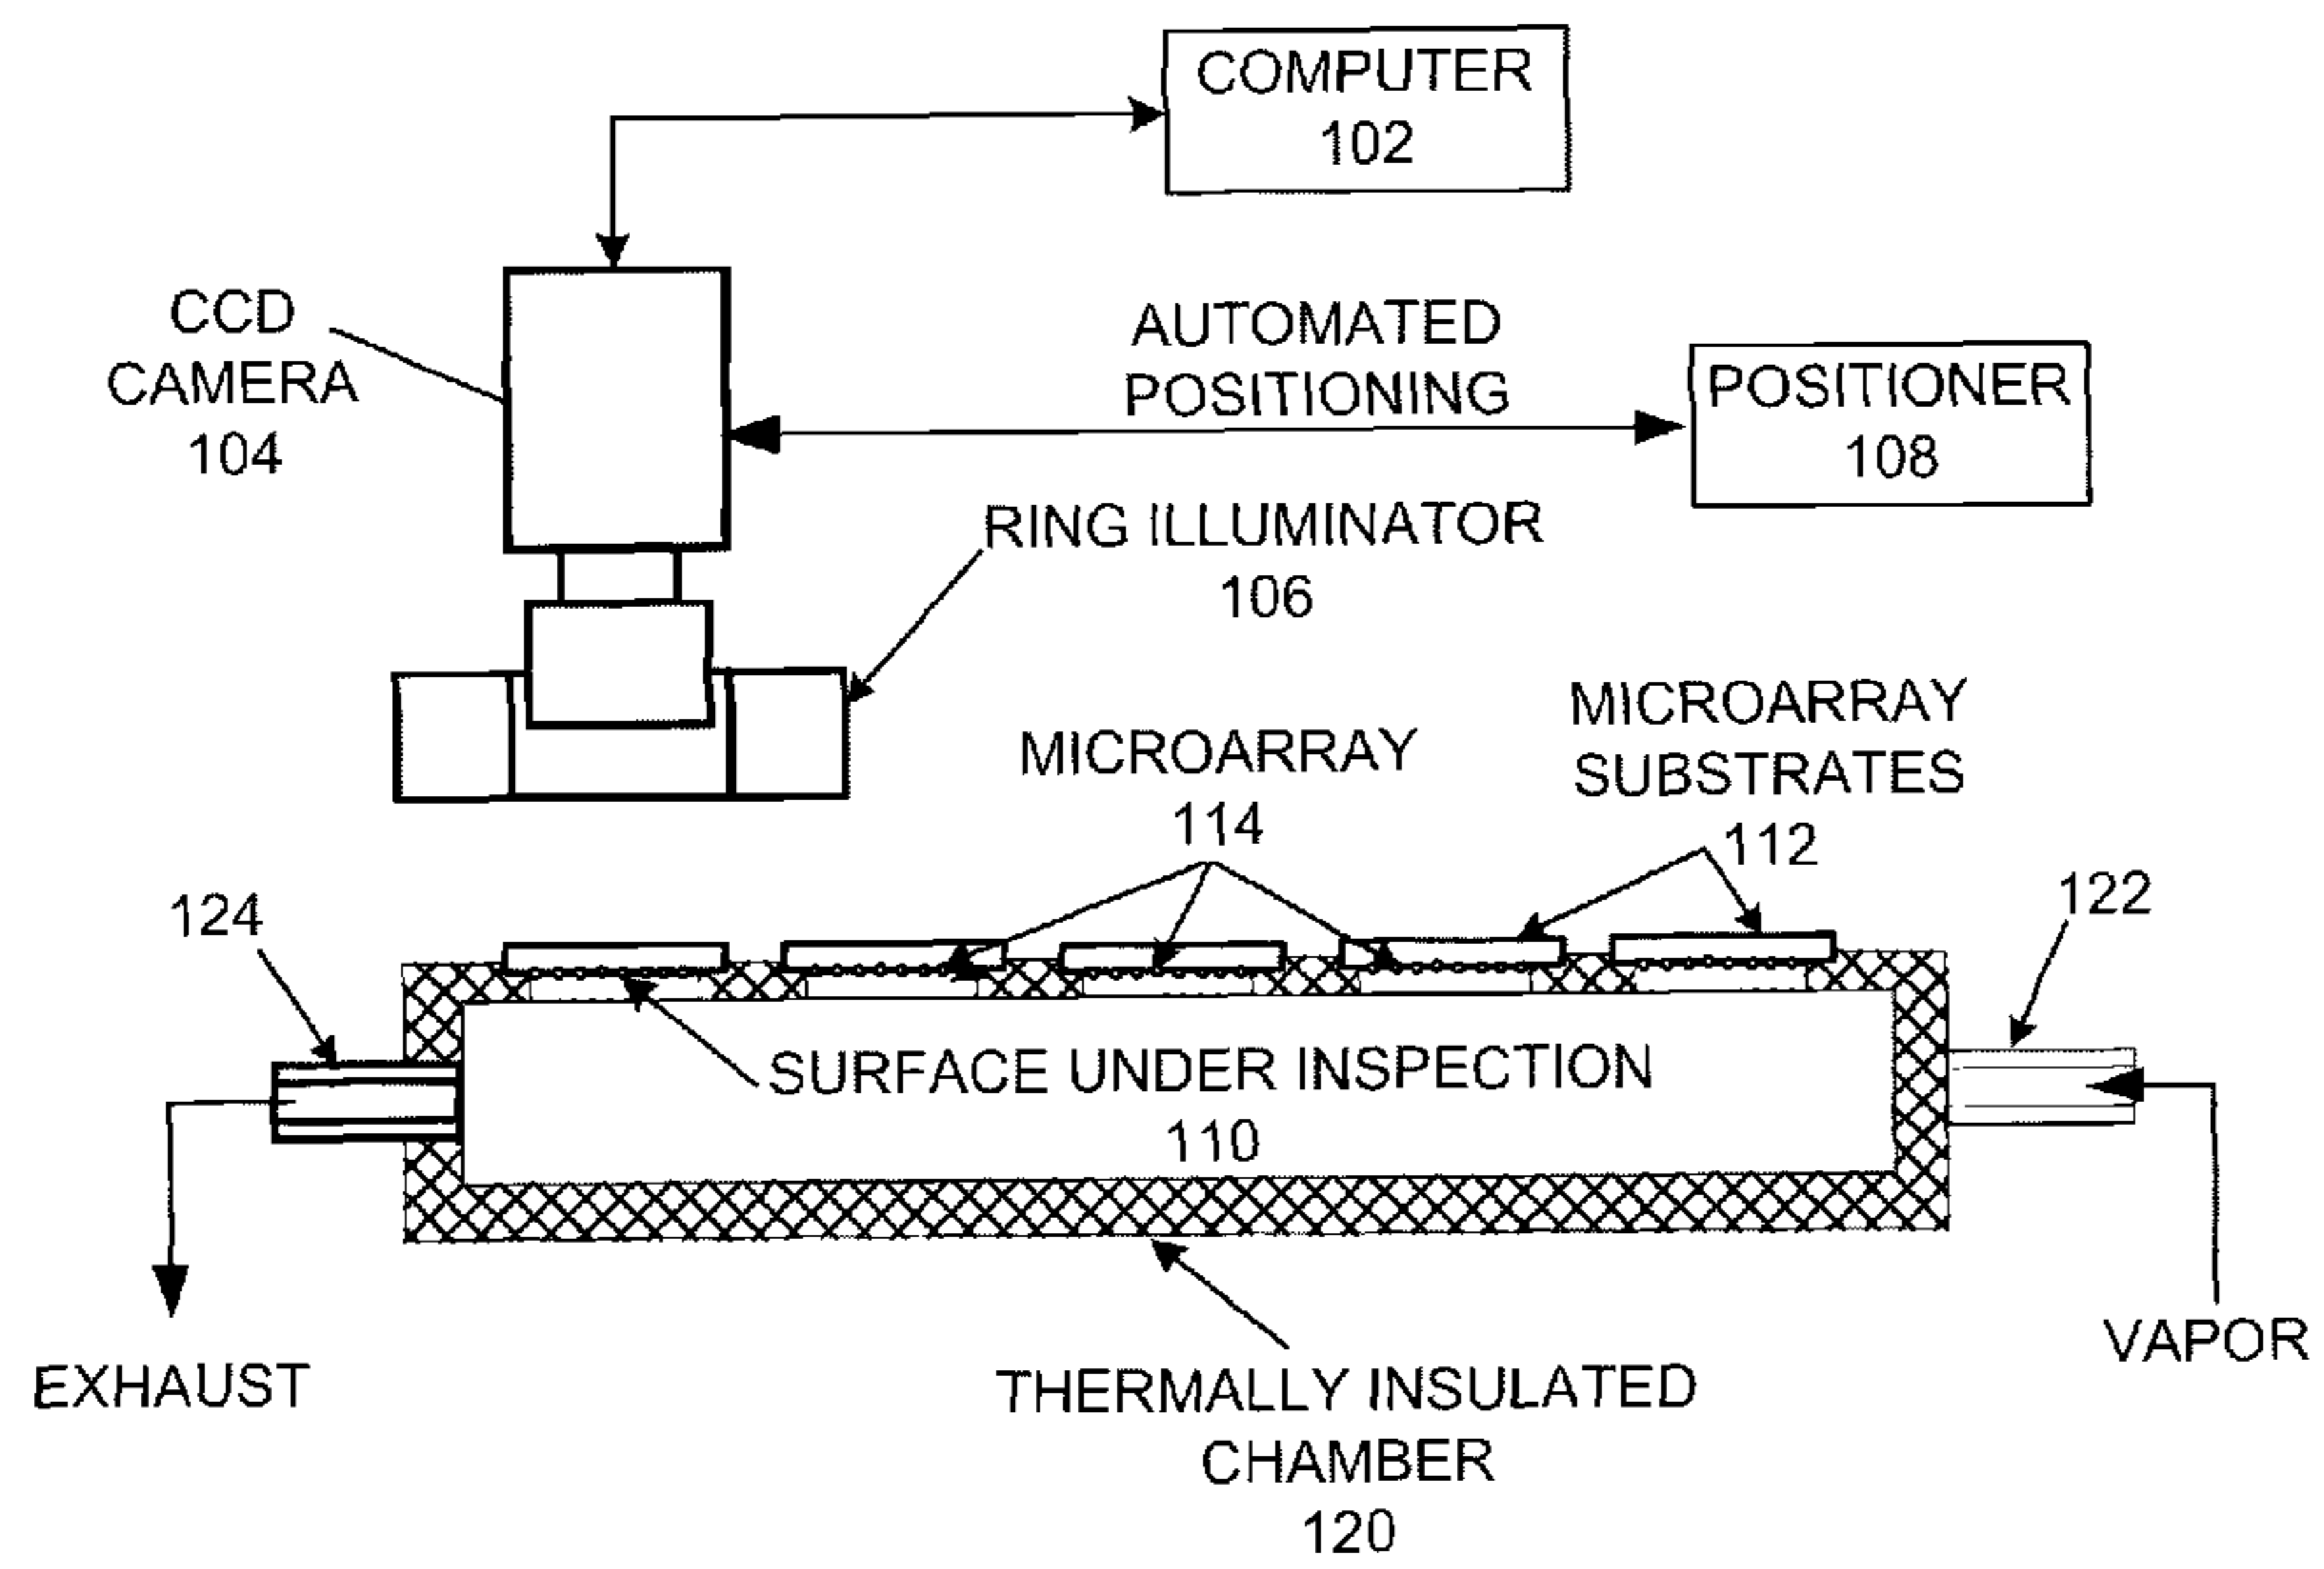 COMPUTER
102
CCD
CAMERA
104
AUTOMATED
POSITIONING
POSITIONER
108
RING ILLUMINATOR
106
MICROARRAY
114
MICROARRAY
SUBSTRATES
112
124
122
SURFACE UNDER INSPECTION
110
EXHAUST
VAPOR
THERMALLY INSULATED
CHAMBER
120